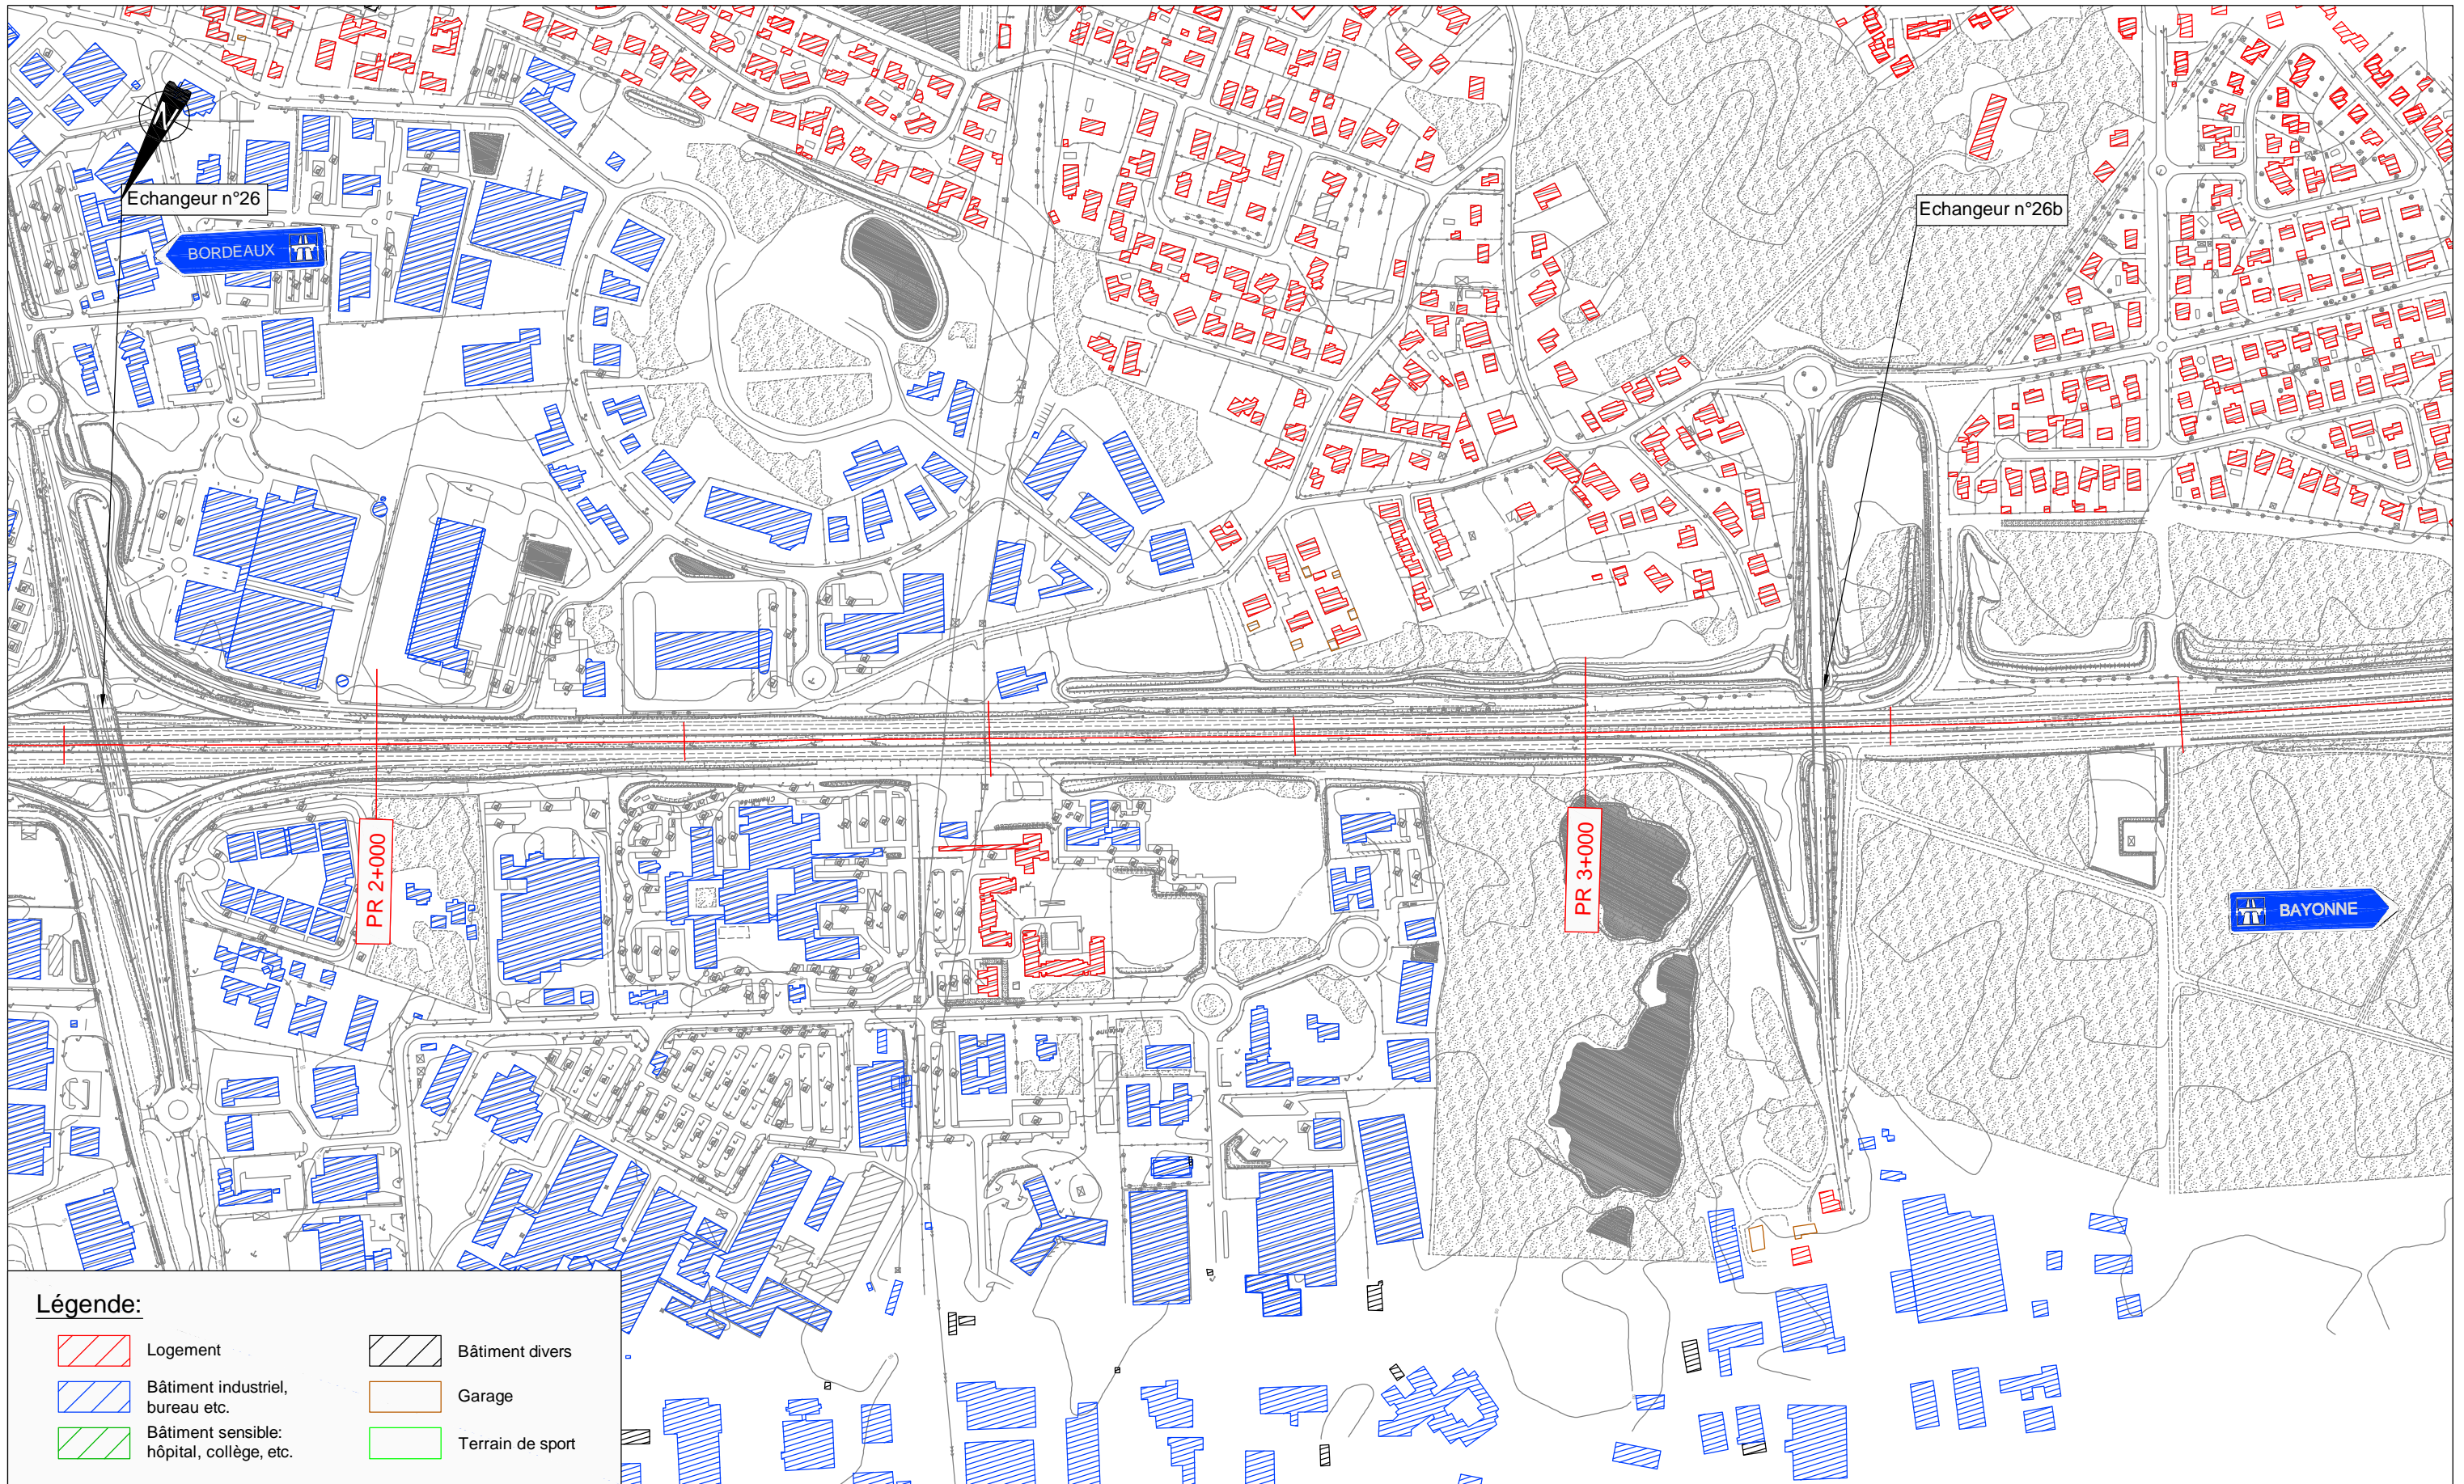 N
Echangeur n°26
BORDEAUX
Echangeur n°26b
PR 2+000
PR 3+000
BAYONNE
Légende:
Logement
Bâtiment industriel,
bureau etc.
Bâtiment sensible:
hôpital, collège, etc.
Bâtiment divers
Garage
Terrain de sport